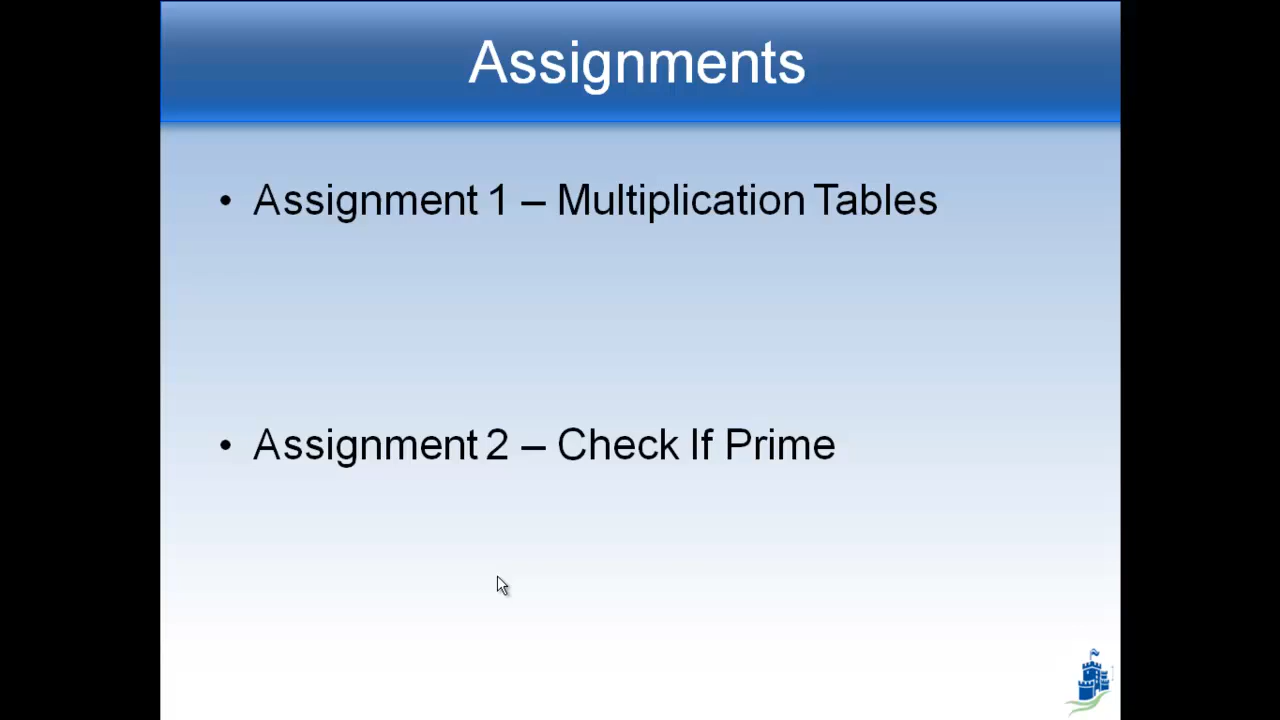 Assignments
• Assignment 1 – Multiplication Tables
• Assignment 2 – Check If Prime